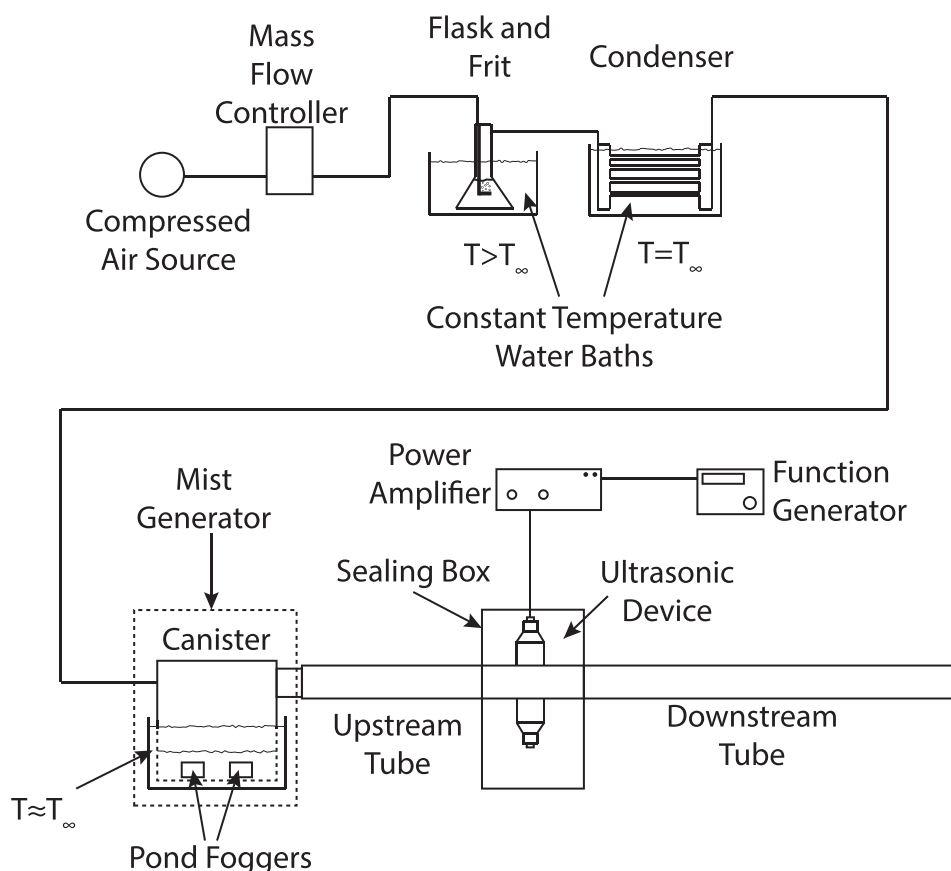 Mass
Flow
Controller
Flask and
Frit
Condenser
Compressed
Air Source
T>T∞
T=T∞
Constant Temperature
Water Baths
Mist
Generator
Power
Amplifier
Function
Generator
Sealing Box
Ultrasonic
Device
Canister
Upstream
Tube
Downstream
Tube
T≈T∞
Pond Foggers